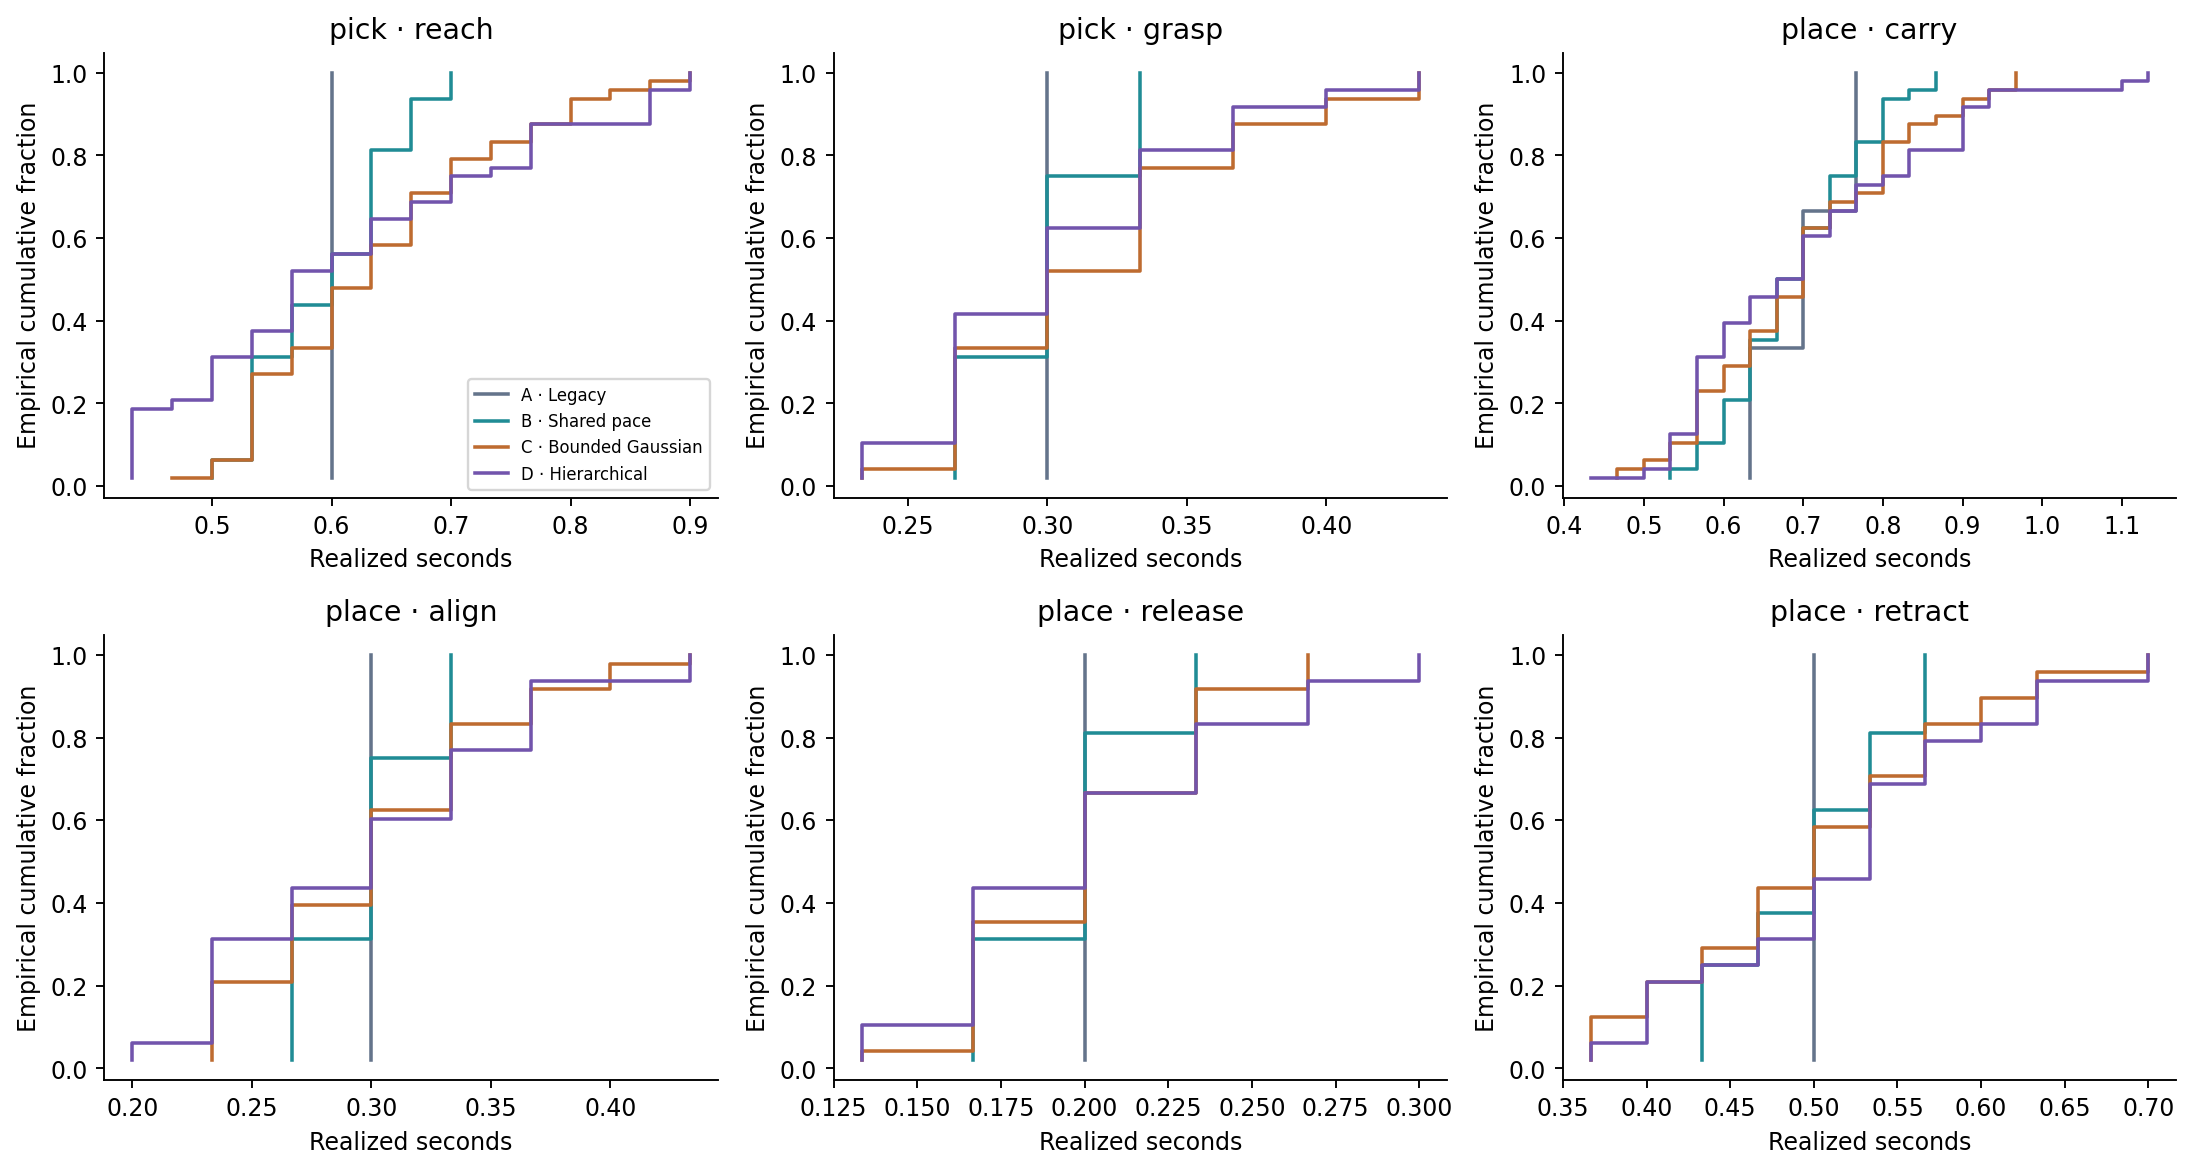 pick · reach
pick · grasp
place · carry
Empirical cumulative fraction
1.0
0.8
0.6
0.4
0.2
0.0
A · Legacy
B · Shared pace
C · Bounded Gaussian
D · Hierarchical
0.5 0.6 0.7 0.8 0.9
Realized seconds
Empirical cumulative fraction
1.0
0.8
0.6
0.4
0.2
0.0
0.25 0.30 0.35 0.40
Realized seconds
Empirical cumulative fraction
1.0
0.8
0.6
0.4
0.2
0.0
0.4 0.5 0.6 0.7 0.8 0.9 1.0 1.1
Realized seconds
place · align
place · release
place · retract
Empirical cumulative fraction
1.0
0.8
0.6
0.4
0.2
0.0
0.20 0.25 0.30 0.35 0.40
Realized seconds
Empirical cumulative fraction
1.0
0.8
0.6
0.4
0.2
0.0
0.125 0.150 0.175 0.200 0.225 0.250 0.275 0.300
Realized seconds
Empirical cumulative fraction
1.0
0.8
0.6
0.4
0.2
0.0
0.35 0.40 0.45 0.50 0.55 0.60 0.65 0.70
Realized seconds